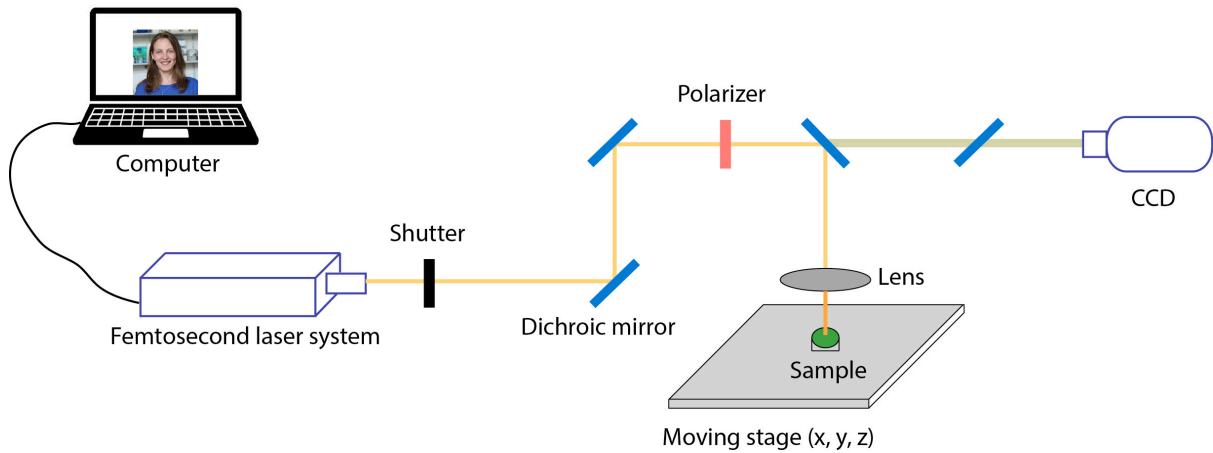 Polarizer
Computer
CCD
Shutter
Lens
Femtosecond laser system
Dichroic mirror
Sample
Moving stage (x, y, z)